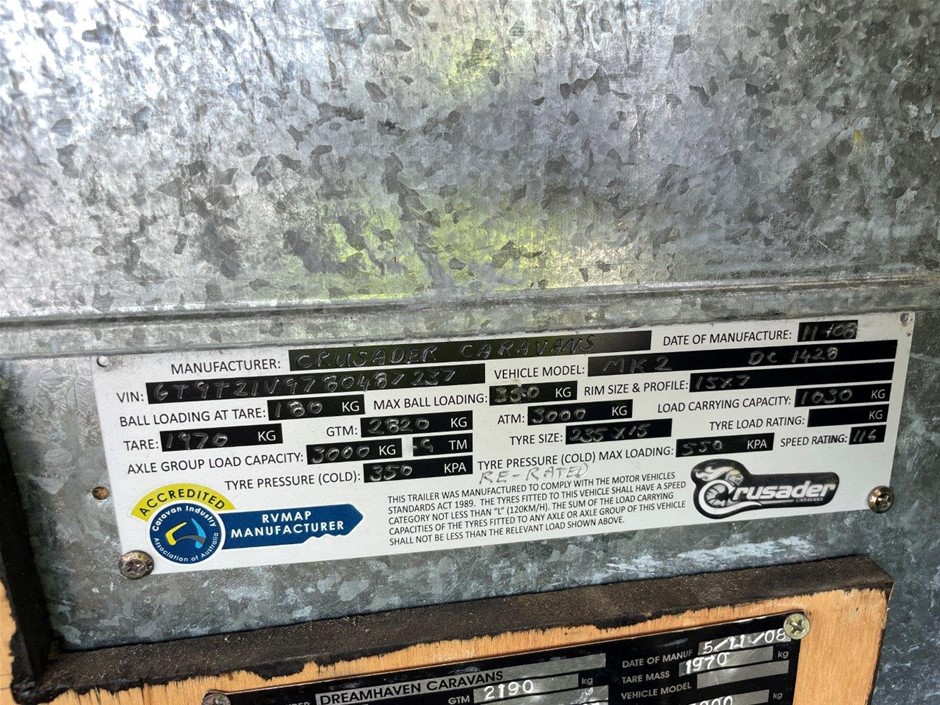 MANUFACTURER: CRUSADER CARAVANS DATE OF MANUFACTURE: 11/08
VIN: 6T9T21V97B0487237 VEHICLE MODEL: MK2 DC 1428
BALL LOADING AT TARE: 180 KG MAX BALL LOADING: 350 KG RIM SIZE & PROFILE: 15X7
TARE: 1970 KG GTM: 2820 KG ATM: 3000 KG LOAD CARRYING CAPACITY: 1030 KG
AXLE GROUP LOAD CAPACITY: 3000 KG TM TYRE SIZE: 235X15 TYRE LOAD RATING: KG
TYRE PRESSURE (COLD): 350 KPA TYRE PRESSURE (COLD) MAX LOADING: 550 KPA SPEED RATING: 116
RE-RATED
THIS TRAILER WAS MANUFACTURED TO COMPLY WITH THE MOTOR VEHICLES
STANDARDS ACT 1989. THE TYRES FITTED TO THIS VEHICLE SHALL HAVE A SPEED
CATEGORY NOT LESS THAN "L" (120KM/H). THE SUM OF THE LOAD CARRYING
CAPACITIES OF THE TYRES FITTED TO ANY AXLE OR AXLE GROUP OF THIS VEHICLE
SHALL NOT BE LESS THAN THE RELEVANT LOAD SHOWN ABOVE.
ACCREDITED
Caravan Industry
Association of Australia
RVMAP
MANUFACTURER
Crusader
CARAVANS
DATE OF MANUF 5/11/08
DREAMHAVEN CARAVANS TARE MASS 1970 kg
GTM 2190 kg VEHICLE MODEL